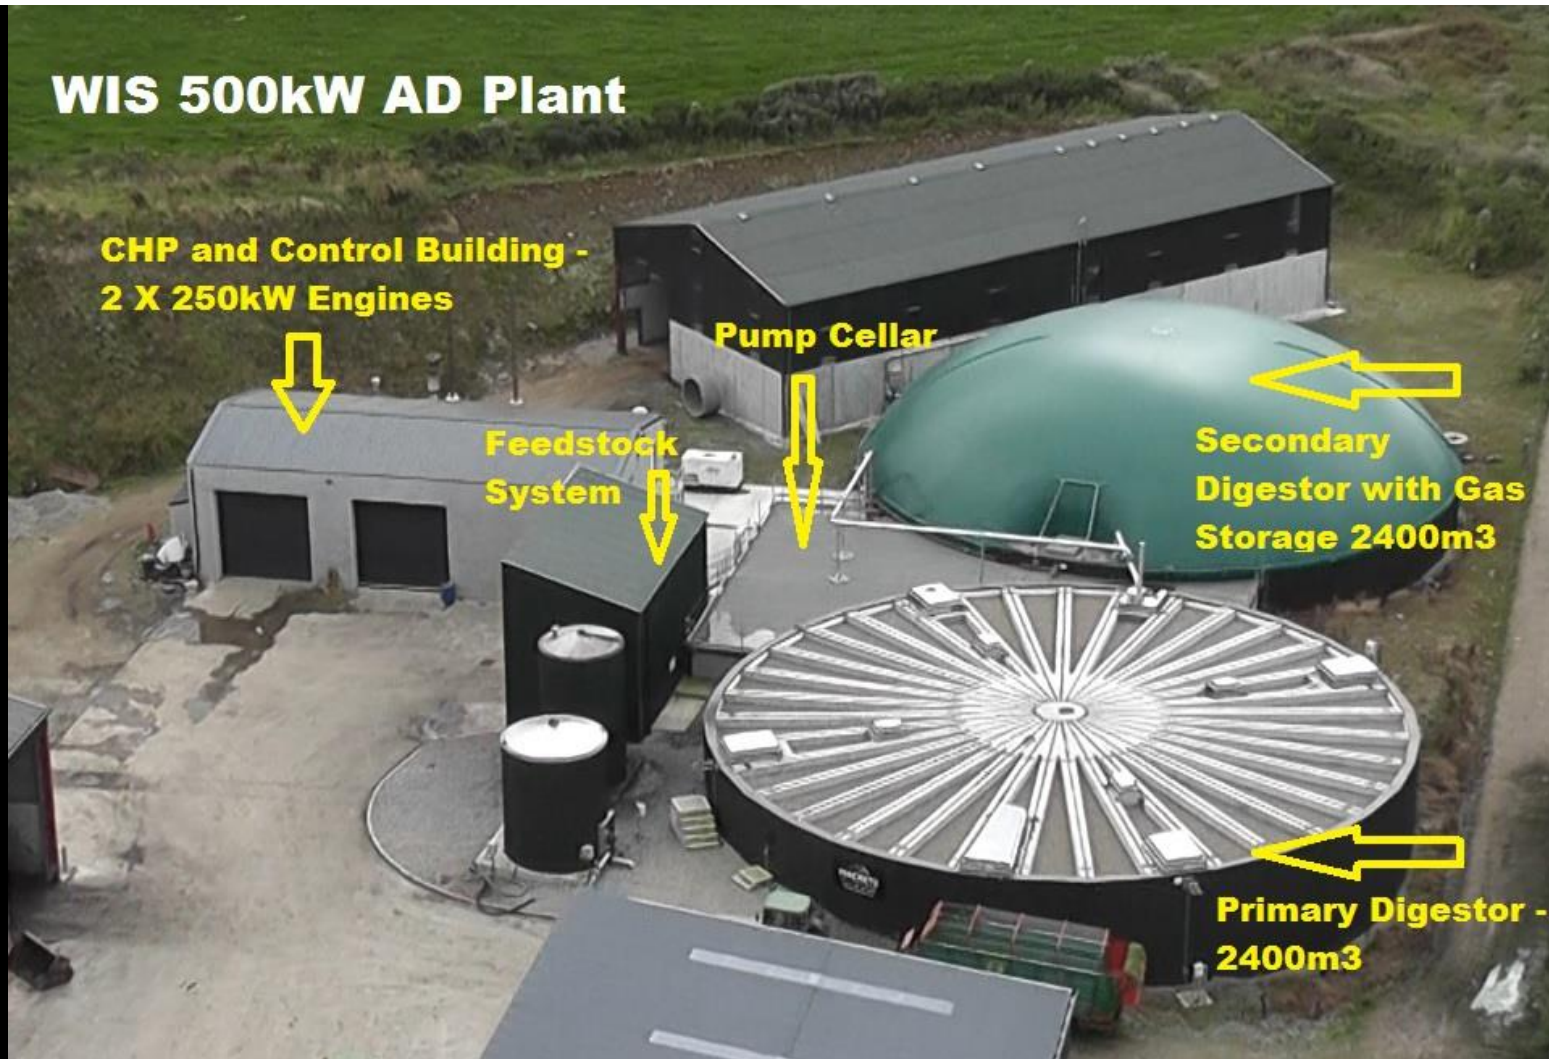 WIS 500kW AD Plant
CHP and Control Building -
2 X 250kW Engines
Pump Cellar
Feedstock
System
Secondary
Digestor with Gas
Storage 2400m3
Primary Digestor -
2400m3